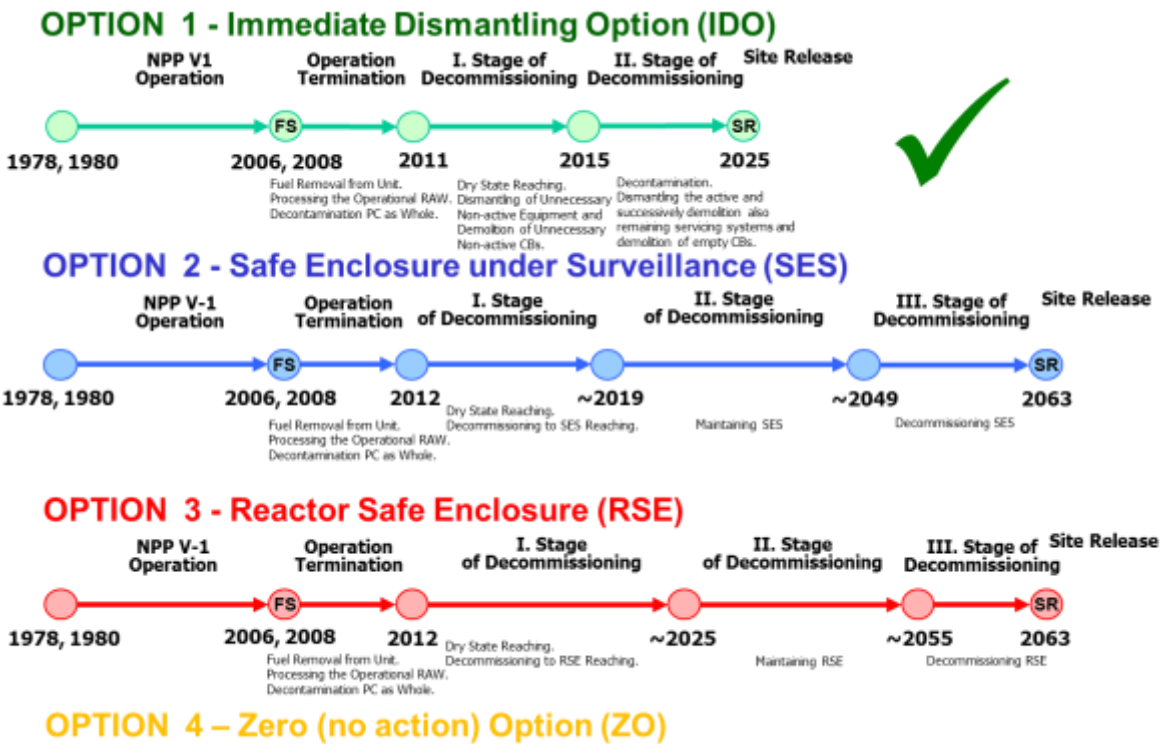 OPTION 1 - Immediate Dismantling Option (IDO)
NPP V1
Operation
Operation
Termination
I. Stage of
Decommissioning
II. Stage of
Decommissioning
Site Release
FS
SR
1978, 1980
2006, 2008
2011
2015
2025
Fuel Removal from Unit.
Processing the Operational RAW.
Decontamination PC as Whole.
Dry State Reaching.
Dismantling of Unnecessary
Non-active Equipment and
Demolition of Unnecessary
Non-active CBs.
Decontamination.
Dismantling the active and
successively demolition also
remaining servicing systems and
demolition of empty CBs.
OPTION 2 - Safe Enclosure under Surveillance (SES)
NPP V-1
Operation
Operation
Termination
I. Stage
of Decommissioning
II. Stage
of Decommissioning
III. Stage of
Decommissioning
Site Release
FS
SR
1978, 1980
2006, 2008
2012
~2019
~2049
2063
Fuel Removal from Unit.
Processing the Operational RAW.
Decontamination PC as Whole.
Dry State Reaching.
Decommissioning to SES Reaching.
Maintaining SES
Decommissioning SES
OPTION 3 - Reactor Safe Enclosure (RSE)
NPP V-1
Operation
Operation
Termination
I. Stage
of Decommissioning
II. Stage
of Decommissioning
III. Stage of
Decommissioning
Site Release
FS
SR
1978, 1980
2006, 2008
2012
~2025
~2055
2063
Fuel Removal from Unit.
Processing the Operational RAW.
Decontamination PC as Whole.
Dry State Reaching.
Decommissioning to RSE Reaching.
Maintaining RSE
Decommissioning RSE
OPTION 4 – Zero (no action) Option (ZO)